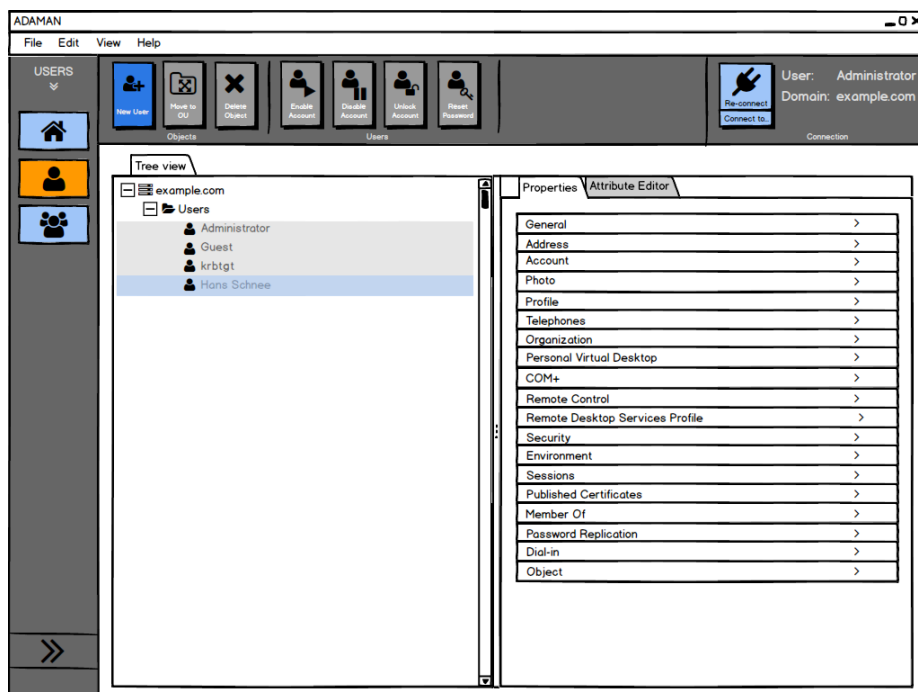 ADAMAN
File Edit View Help
USERS
New User
Move to OU
Delete Object
Objects
Enable Account
Disable Account
Unlock Account
Reset Password
Users
Re-connect
Connect to..
User: Administrator
Domain: example.com
Connection
Tree view
example.com
Users
Administrator
Guest
krbtgt
Hans Schnee
Properties
Attribute Editor
General
Address
Account
Photo
Profile
Telephones
Organization
Personal Virtual Desktop
COM+
Remote Control
Remote Desktop Services Profile
Security
Environment
Sessions
Published Certificates
Member Of
Password Replication
Dial-in
Object